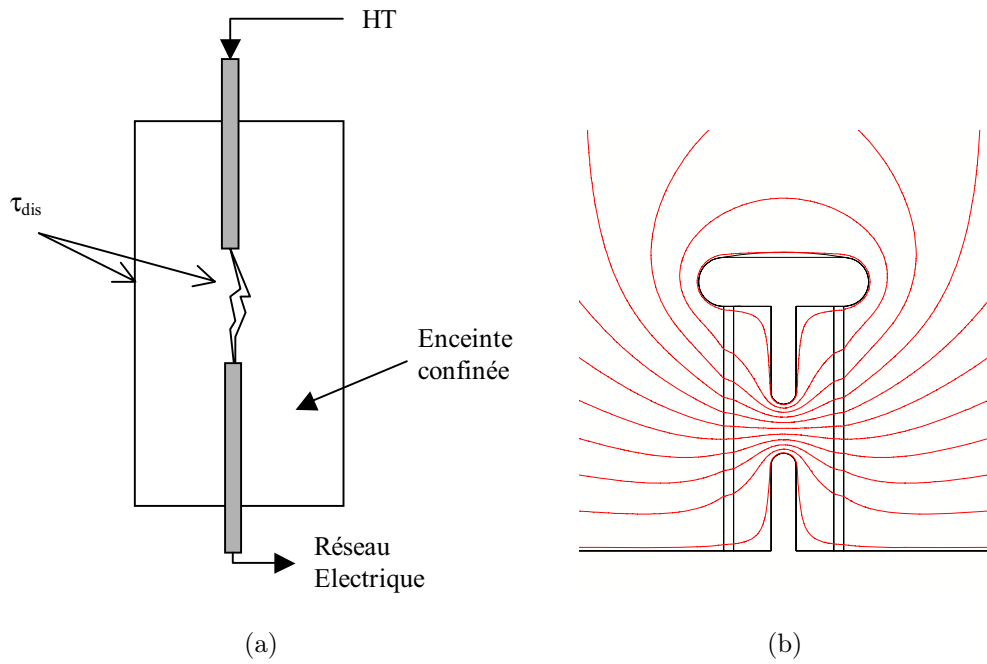 HT
τdis
Enceinte
confinée
Réseau
Electrique
(a)
(b)